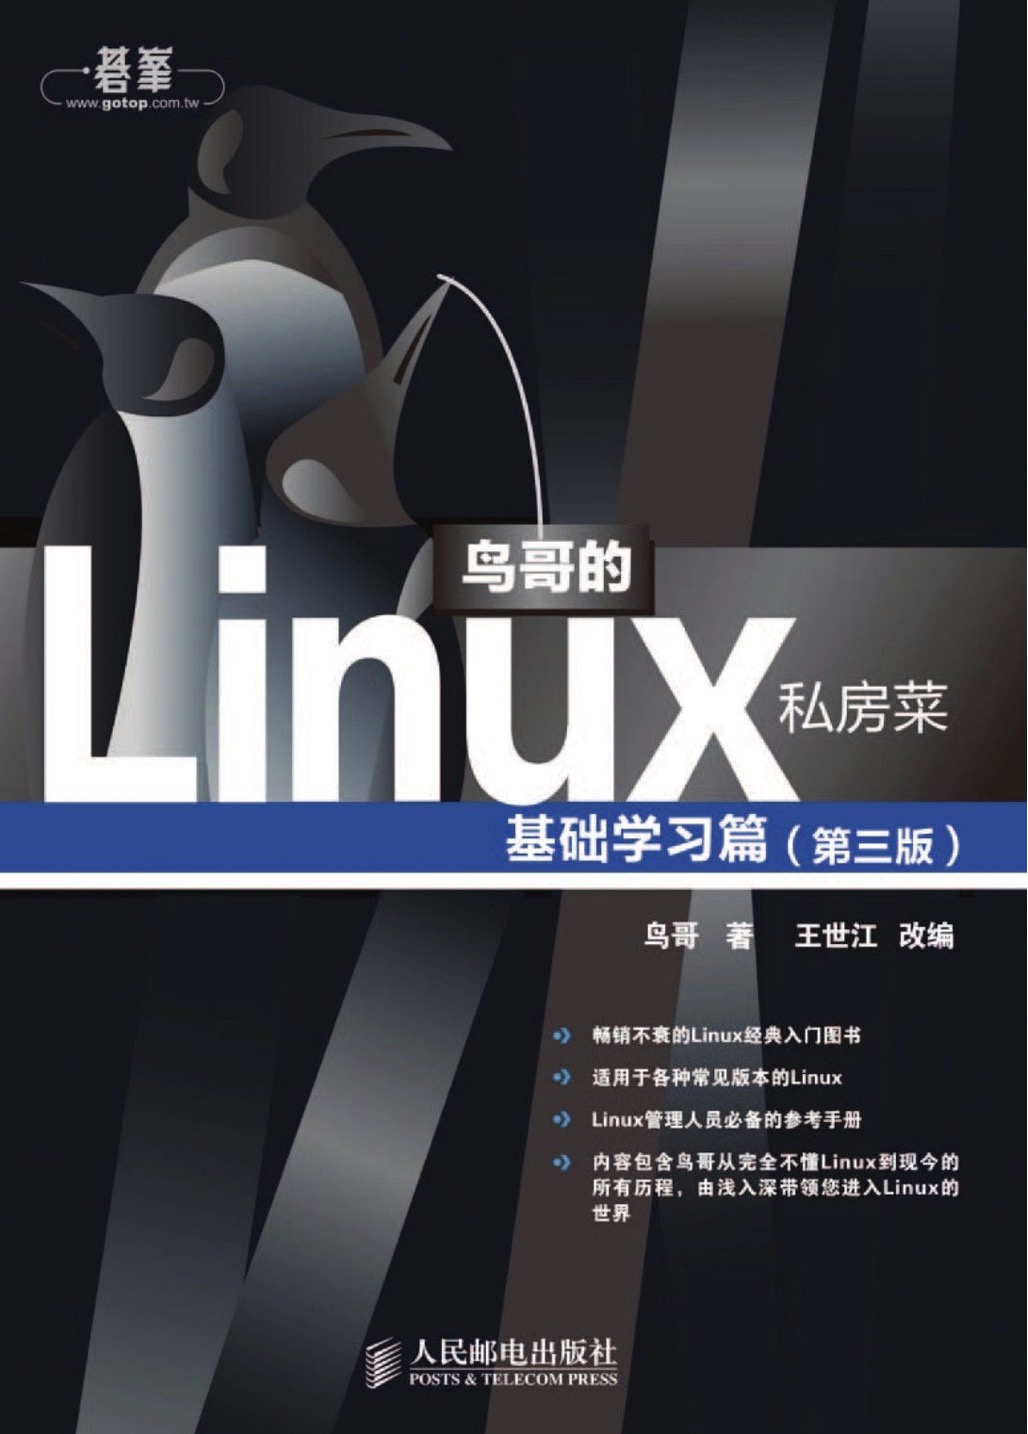 碁峯
www.gotop.com.tw
鸟哥的
Linux
私房菜
基础学习篇（第三版）
鸟哥 著 王世江 改编
畅销不衰的Linux经典入门图书
适用于各种常见版本的Linux
Linux管理人员必备的参考手册
内容包含鸟哥从完全不懂Linux到现今的
所有历程，由浅入深带领您进入Linux的
世界
人民邮电出版社
POSTS & TELECOM PRESS